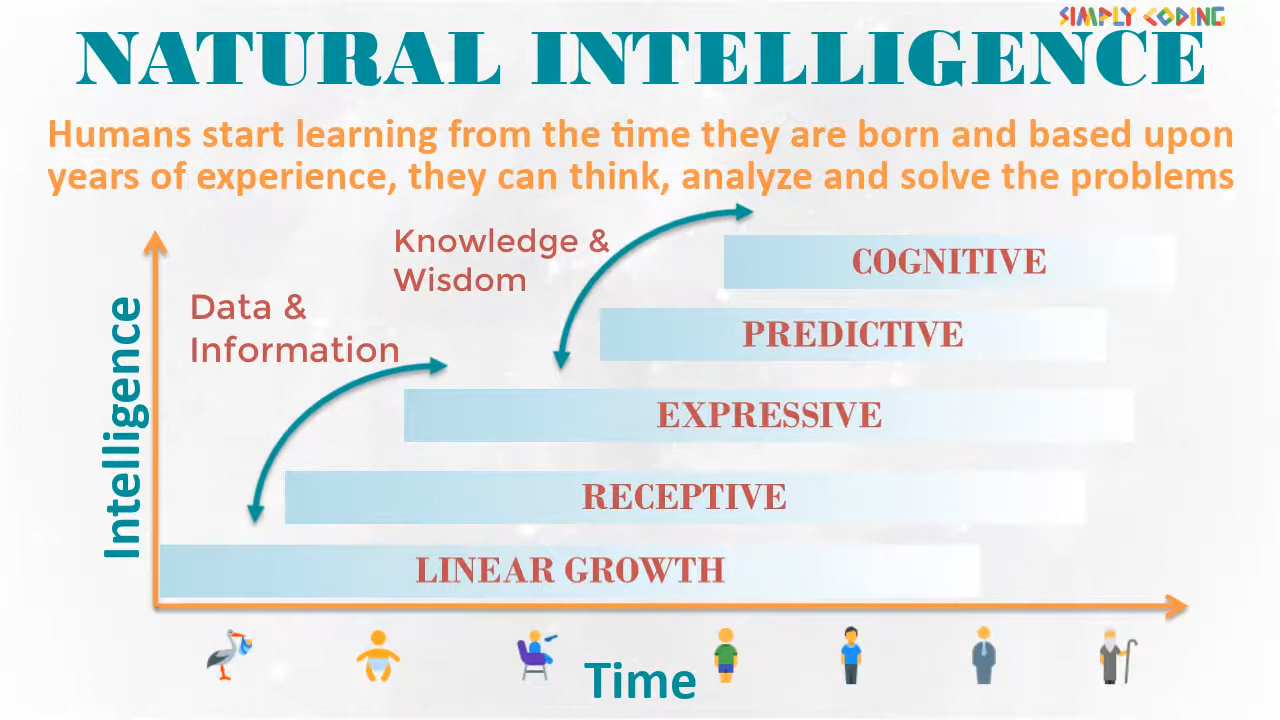 SIMPLY CODING
NATURAL INTELLIGENCE
Humans start learning from the time they are born and based upon
years of experience, they can think, analyze and solve the problems
Knowledge &
Wisdom
Data &
Information
COGNITIVE
PREDICTIVE
EXPRESSIVE
RECEPTIVE
LINEAR GROWTH
Intelligence
Time